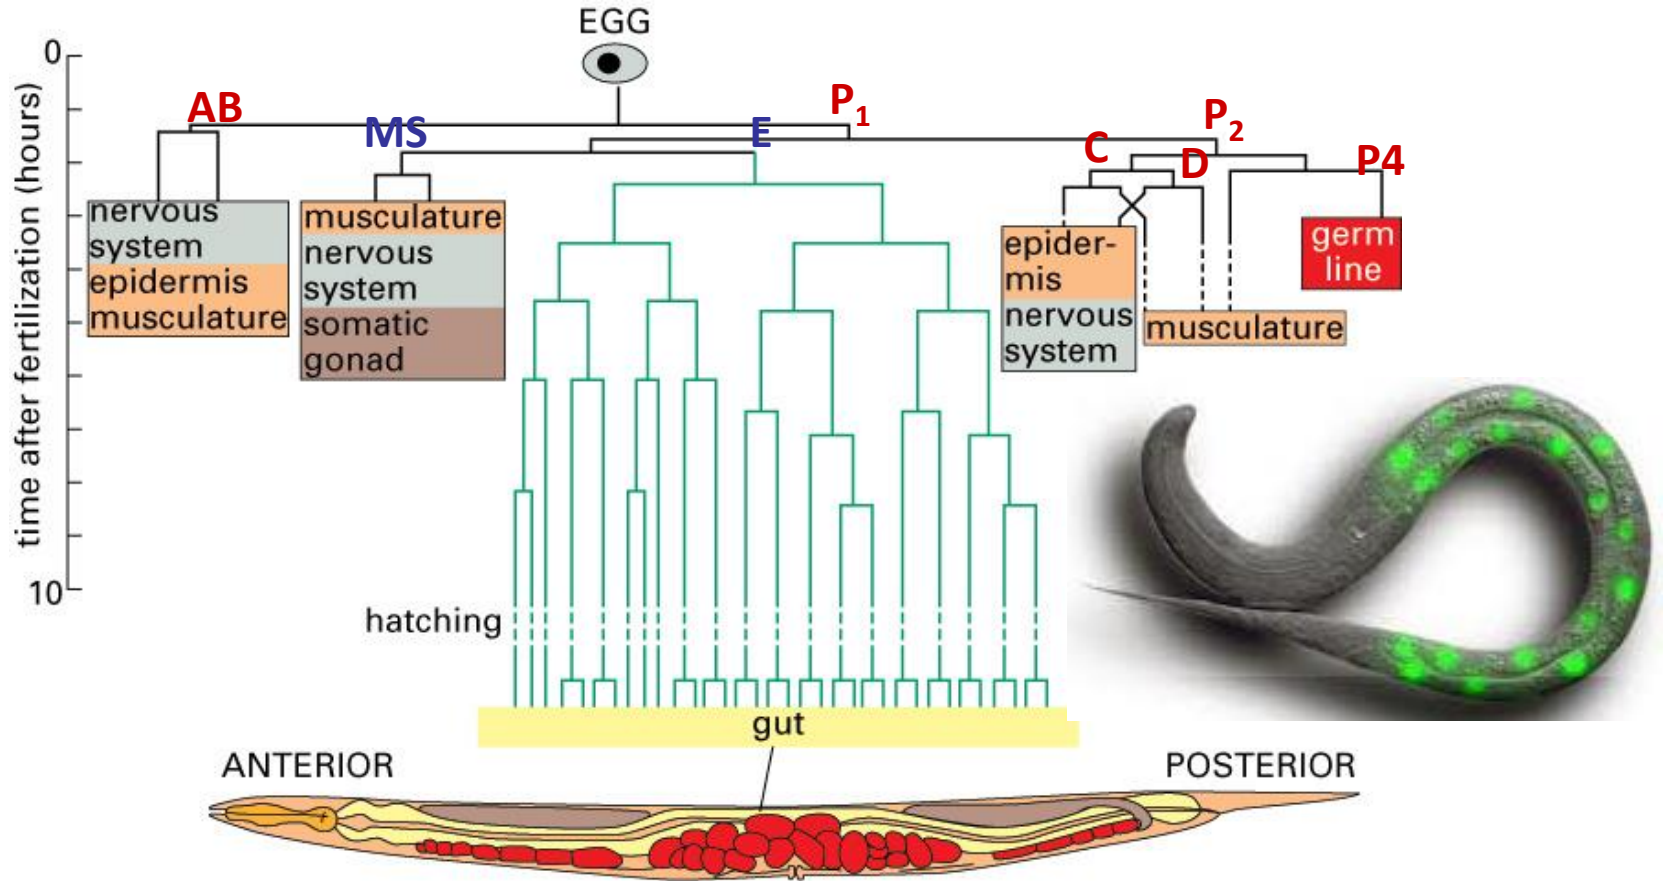 EGG
0
AB
MS
E
P1
P2
C
D
P4
time after fertilization (hours)
nervous
system
epidermis
musculature
musculature
nervous
system
somatic
gonad
epider-
mis
nervous
system
musculature
germ
line
10
hatching
gut
ANTERIOR
POSTERIOR